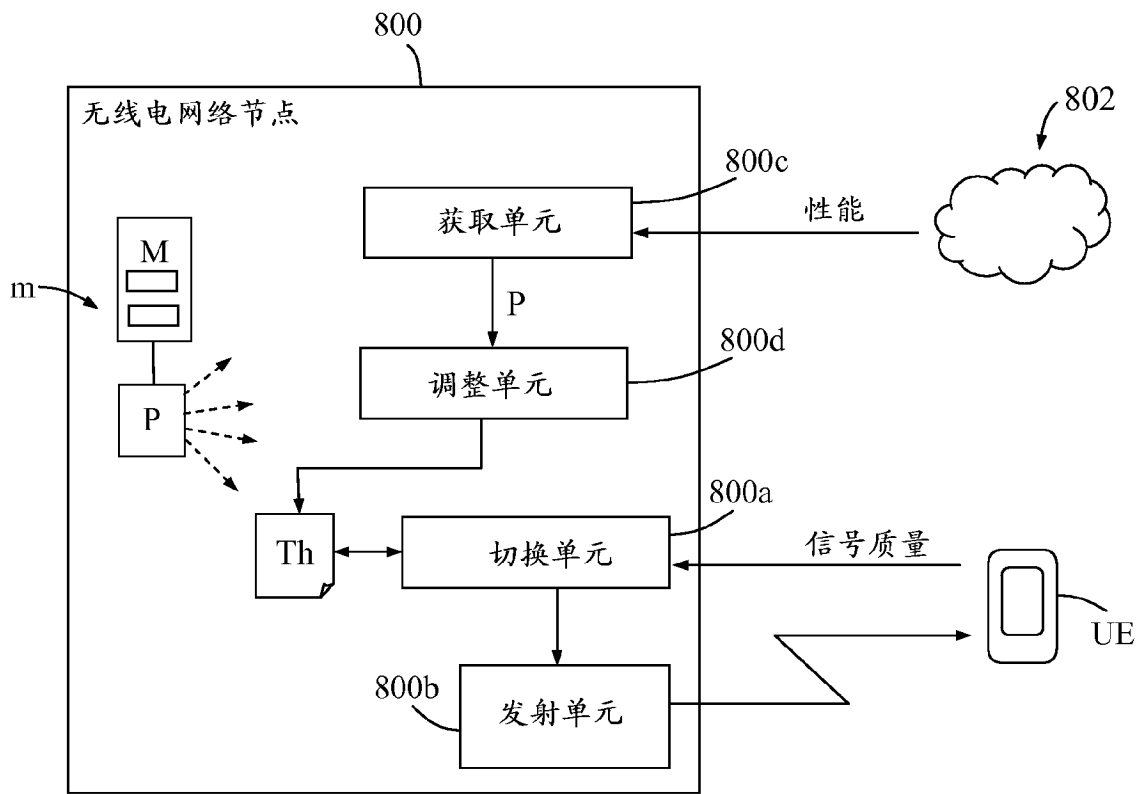 800
无线电网络节点
802
800c
获取单元
性能
M
m
P
800d
调整单元
P
800a
Th
切换单元
信号质量
UE
800b
发射单元